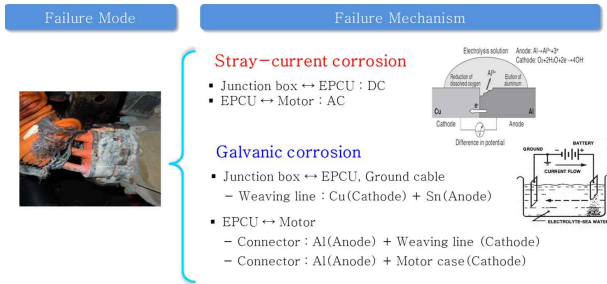 Failure Mode
Failure Mechanism
Stray-current corrosion
▪ Junction box ↔ EPCU : DC
▪ EPCU ↔ Motor : AC
Electrolysis solution
Anode: Al→Al³⁺+3⁺
Cathode: O₂+2H₂O+2e⁻→4OH⁻
Reduction of dissolved oxygen
Al³⁺
Elution of aluminum
Cu
e⁻
Al
Cathode
Anode
Difference in potential
Galvanic corrosion
▪ Junction box ↔ EPCU, Ground cable
− Weaving line : Cu(Cathode) + Sn(Anode)
▪ EPCU ↔ Motor
− Connector : Al(Anode) + Weaving line (Cathode)
− Connector : Al(Anode) + Motor case(Cathode)
BATTERY
GROUND
− +
CURRENT FLOW
ELECTROLYTE-SEA WATER